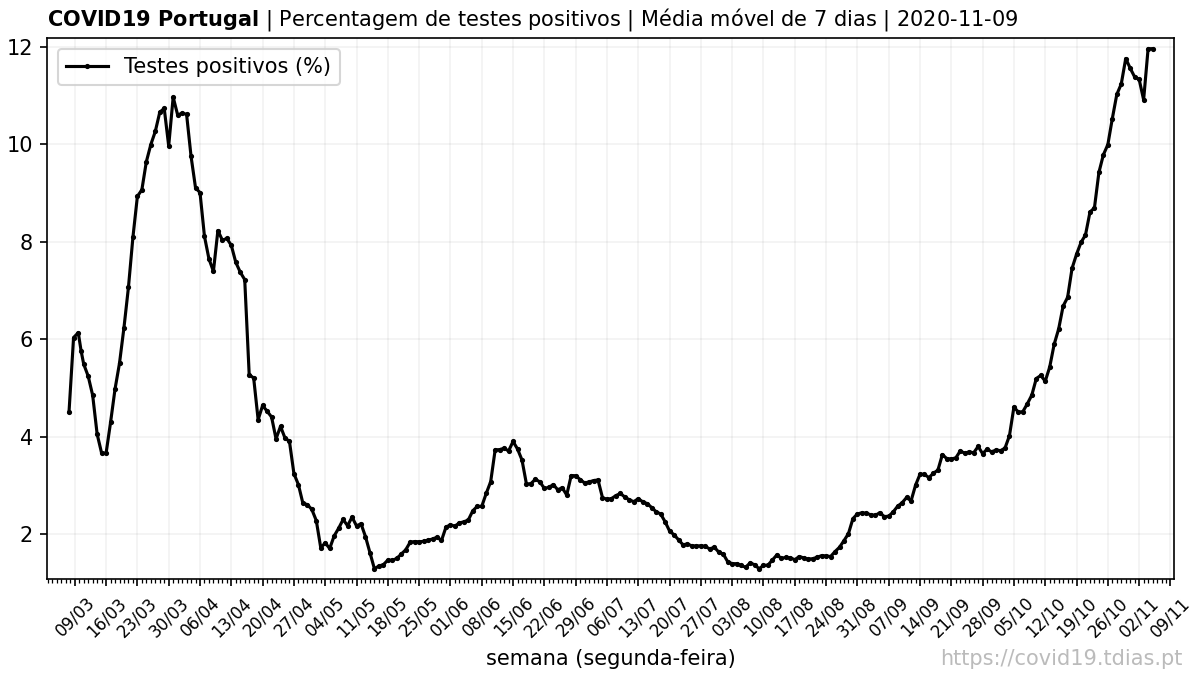 COVID19 Portugal | Percentagem de testes positivos | Média móvel de 7 dias | 2020-11-09
Testes positivos (%)
12
10
8
6
4
2
09/03 16/03 23/03 30/03 06/04 13/04 20/04 27/04 04/05 11/05 18/05 25/05 01/06 08/06 15/06 22/06 29/06 06/07 13/07 20/07 27/07 03/08 10/08 17/08 24/08 31/08 07/09 14/09 21/09 28/09 05/10 12/10 19/10 26/10 02/11 09/11
semana (segunda-feira)
https://covid19.tdias.pt